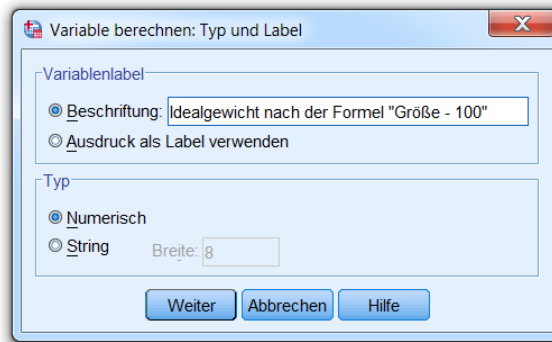 Variable berechnen: Typ und Label
Variablenlabel
Beschriftung: Idealgewicht nach der Formel "Größe - 100"
Ausdruck als Label verwenden
Typ
Numerisch
String Breite: 8
Weiter Abbrechen Hilfe